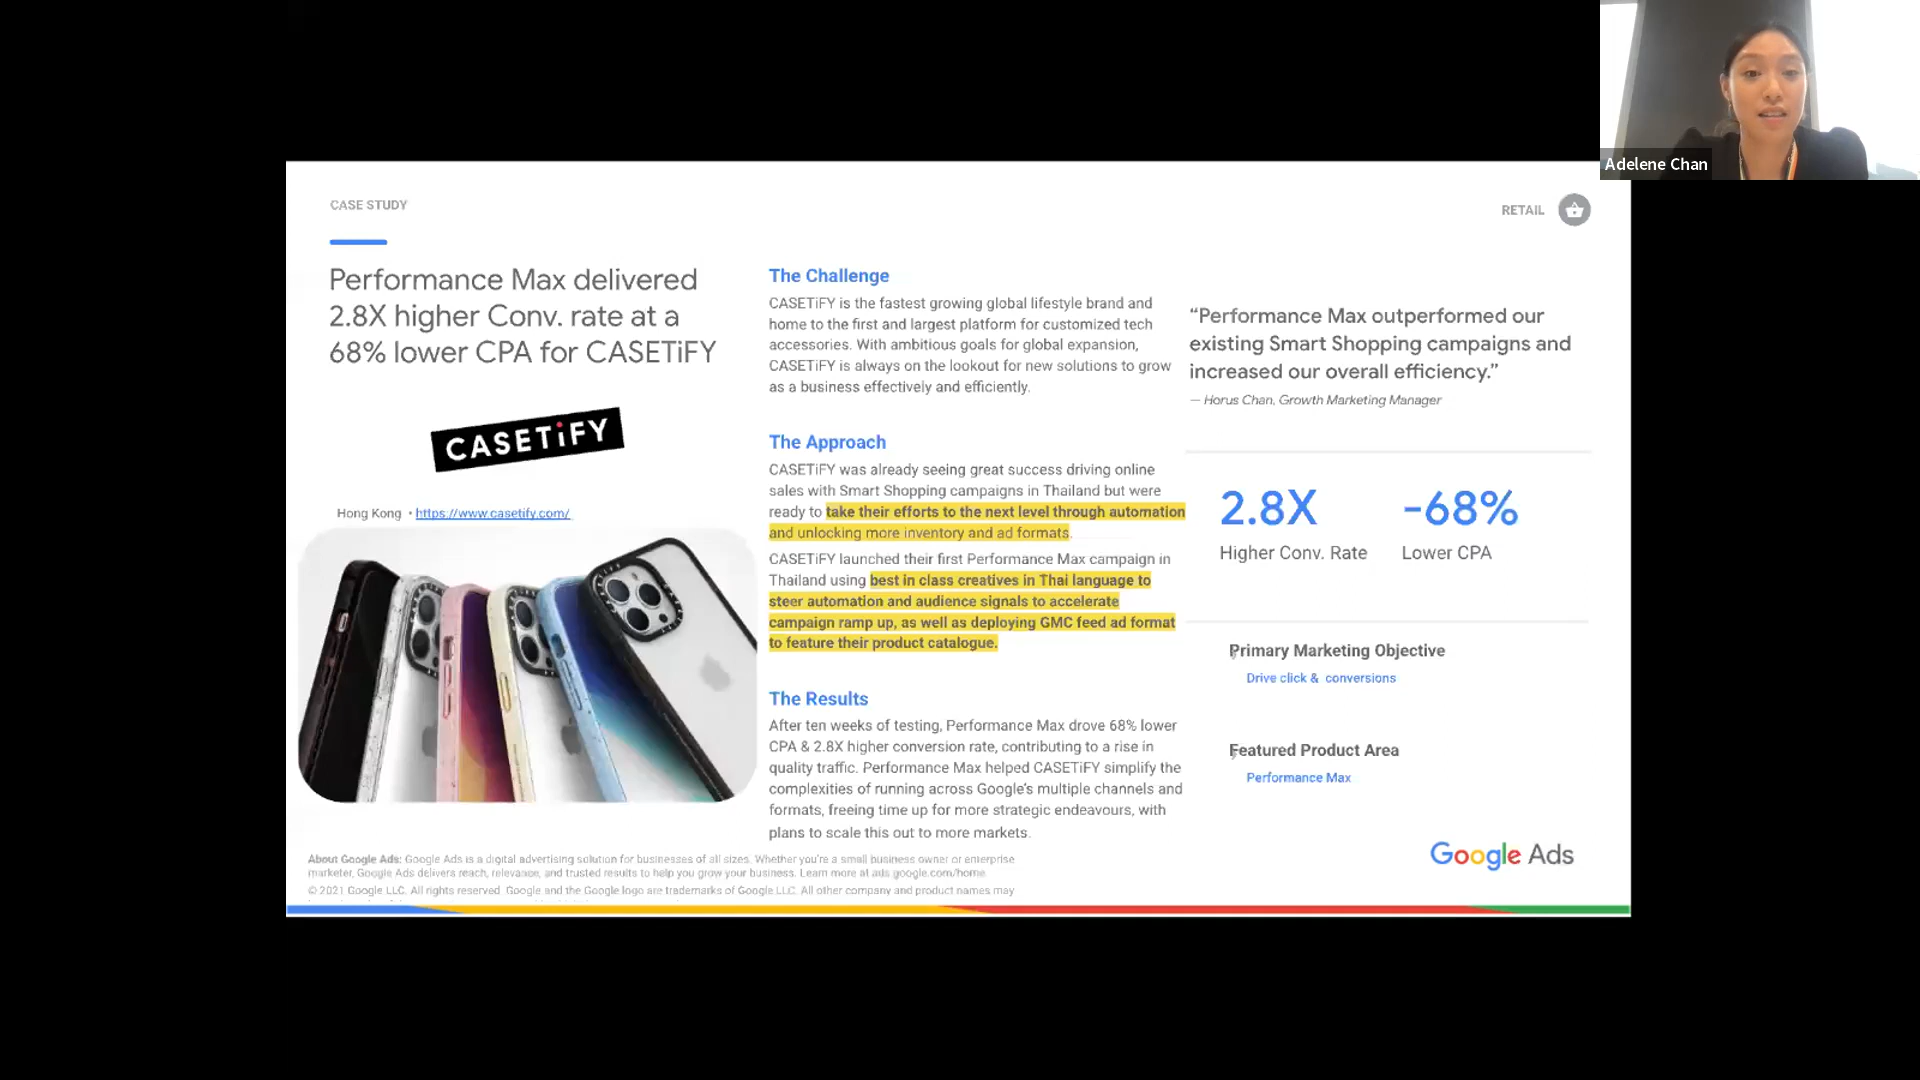 Adelene Chan
CASE STUDY
RETAIL
Performance Max delivered
2.8X higher Conv. rate at a
68% lower CPA for CASETiFY
CASETiFY
Hong Kong • https://www.casetify.com/
The Challenge
CASETiFY is the fastest growing global lifestyle brand and
home to the first and largest platform for customized tech
accessories. With ambitious goals for global expansion,
CASETiFY is always on the lookout for new solutions to grow
as a business effectively and efficiently.
The Approach
CASETiFY was already seeing great success driving online
sales with Smart Shopping campaigns in Thailand but were
ready to take their efforts to the next level through automation
and unlocking more inventory and ad formats.
CASETiFY launched their first Performance Max campaign in
Thailand using best in class creatives in Thai language to
steer automation and audience signals to accelerate
campaign ramp up, as well as deploying GMC feed ad format
to feature their product catalogue.
The Results
After ten weeks of testing, Performance Max drove 68% lower
CPA & 2.8X higher conversion rate, contributing to a rise in
quality traffic. Performance Max helped CASETiFY simplify the
complexities of running across Google's multiple channels and
formats, freeing time up for more strategic endeavours, with
plans to scale this out to more markets.
“Performance Max outperformed our
existing Smart Shopping campaigns and
increased our overall efficiency.”
— Horus Chan, Growth Marketing Manager
2.8X
Higher Conv. Rate
-68%
Lower CPA
Primary Marketing Objective
Drive click & conversions
Featured Product Area
Performance Max
Google Ads
About Google Ads: Google Ads is a digital advertising solution for businesses of all sizes. Whether you're a small business owner or enterprise
marketer, Google Ads delivers reach, relevance, and trusted results to help you grow your business. Learn more at ads.google.com/home.
© 2021 Google LLC. All rights reserved. Google and the Google logo are trademarks of Google LLC. All other company and product names may